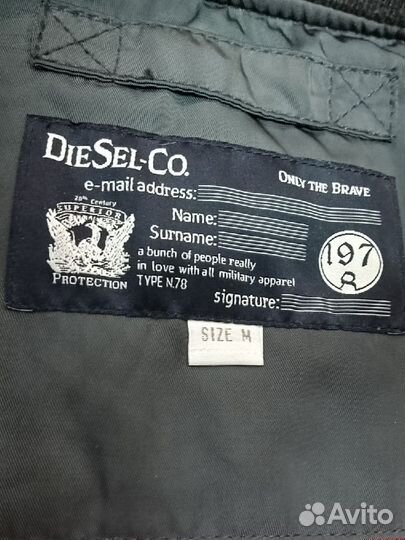 DIESEL-CO.
ONLY THE BRAVE
e-mail address:
20th Century
SUPERIOR
Name:
Surname:
197
8
a bunch of people really
in love with all military apparel
PROTECTION
TYPE N.78
signature:
SIZE M
Avito